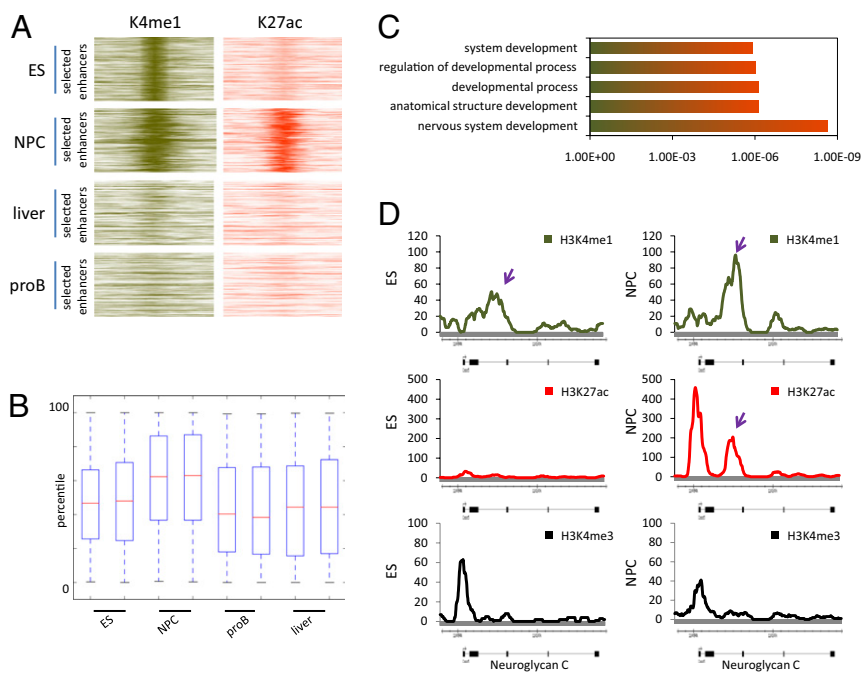 A
K4me1 K27ac
ES
selected enhancers
NPC
selected enhancers
liver
selected enhancers
proB
selected enhancers
B
100
percentile
0
ES NPC proB liver
C
system development
regulation of developmental process
developmental process
anatomical structure development
nervous system development
1.00E+00 1.00E-03 1.00E-06 1.00E-09
D
ES
120
100
80
60
40
20
0
H3K4me1
NPC
120
100
80
60
40
20
0
H3K4me1
ES
500
400
300
200
100
0
H3K27ac
NPC
500
400
300
200
100
0
H3K27ac
ES
100
80
60
40
20
0
H3K4me3
Neuroglycan C
NPC
100
80
60
40
20
0
H3K4me3
Neuroglycan C